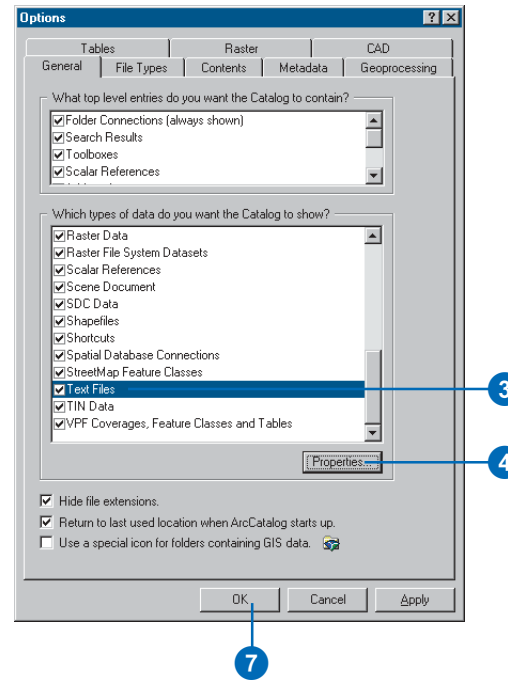 Options
Tables Raster CAD
General File Types Contents Metadata Geoprocessing
What top level entries do you want the Catalog to contain?
Folder Connections (always shown)
Search Results
Toolboxes
Scalar References
Which types of data do you want the Catalog to show?
Raster Data
Raster File System Datasets
Scalar References
Scene Document
SDC Data
Shapefiles
Shortcuts
Spatial Database Connections
StreetMap Feature Classes
Text Files
3
TIN Data
VPF Coverages, Feature Classes and Tables
Properties...
4
Hide file extensions.
Return to last used location when ArcCatalog starts up.
Use a special icon for folders containing GIS data.
OK Cancel Apply
7